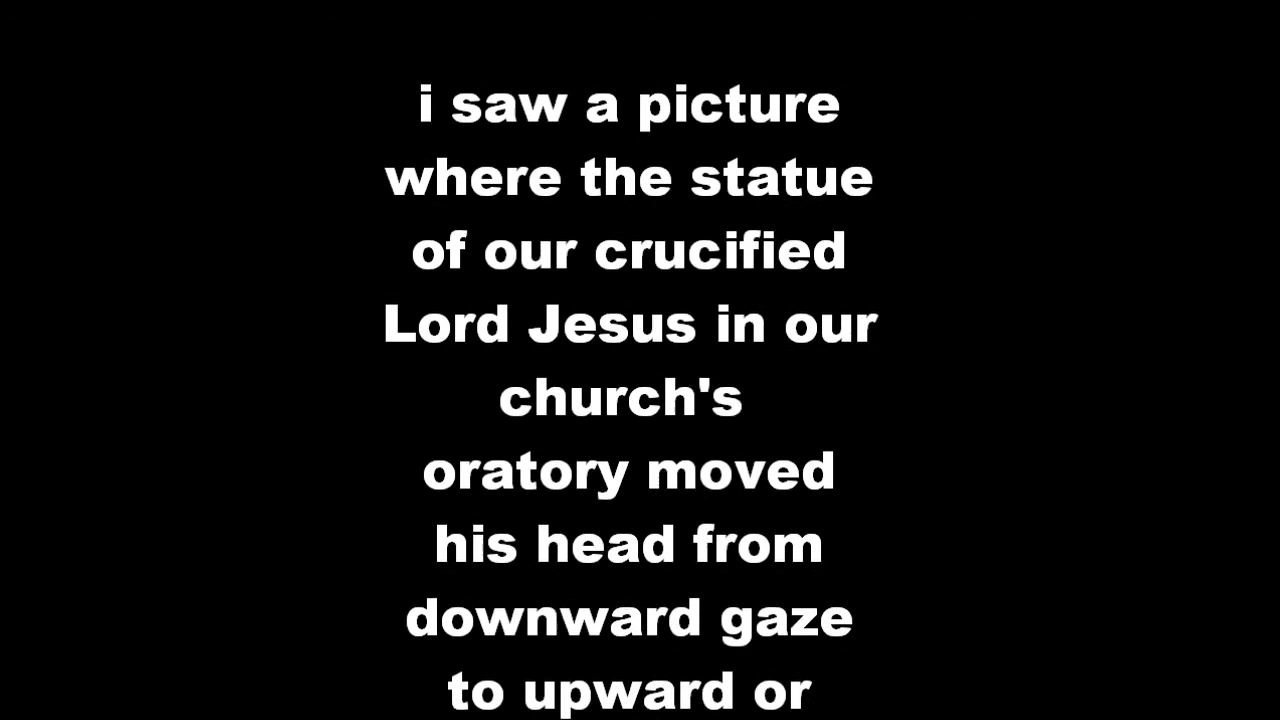 i saw a picture
where the statue
of our crucified
Lord Jesus in our
church's
oratory moved
his head from
downward gaze
to upward or